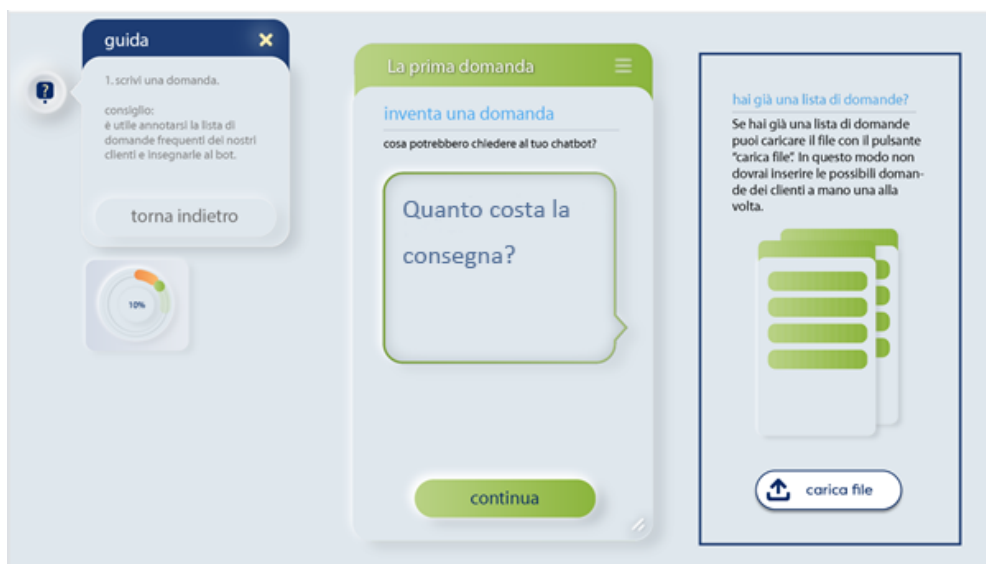 guida
1. scrivi una domanda.
consiglio:
è utile annotarsi la lista di
domande frequenti dei nostri
clienti e insegnarle al bot.
torna indietro
10%
La prima domanda
inventa una domanda
cosa potrebbero chiedere al tuo chatbot?
Quanto costa la
consegna?
continua
hai già una lista di domande?
Se hai già una lista di domande
puoi caricare il file con il pulsante
“carica file”. In questo modo non
dovrai inserire le possibili doman-
de dei clienti a mano una alla
volta.
carica file